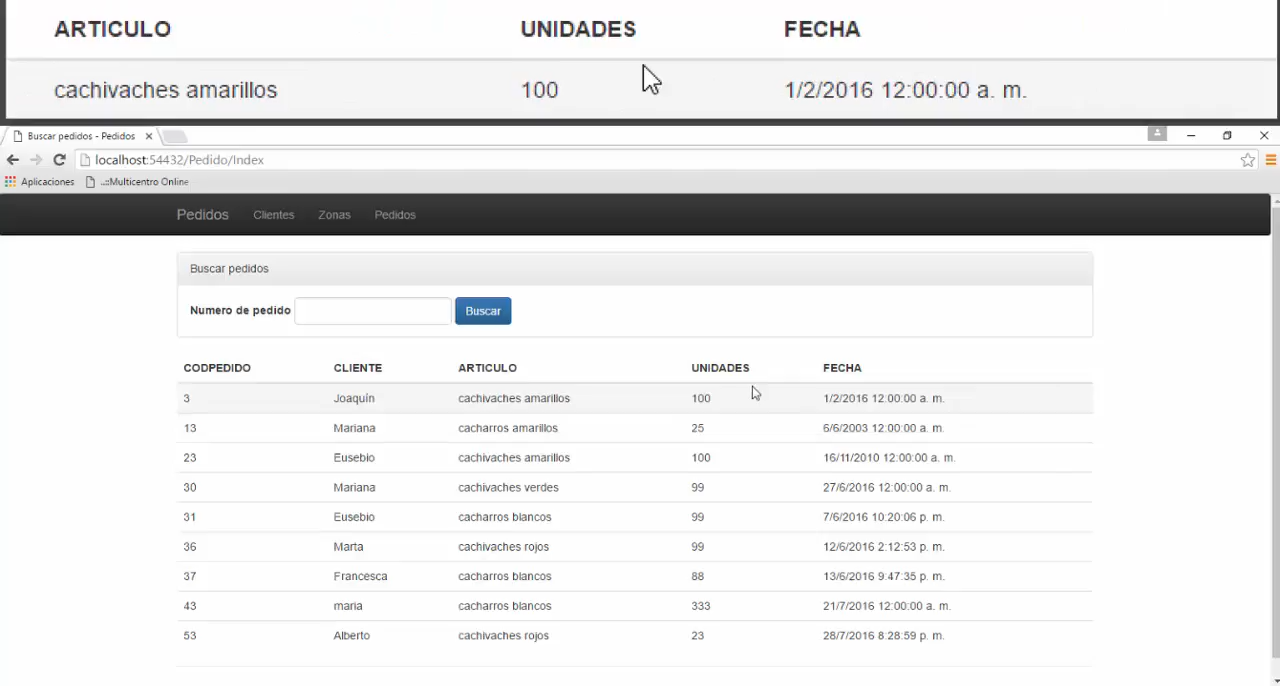 ARTICULO UNIDADES FECHA
cachivaches amarillos 100 1/2/2016 12:00:00 a. m.
Buscar pedidos - Pedidos
localhost:54432/Pedido/Index
Aplicaciones ..::Multicentro Online
Pedidos Clientes Zonas Pedidos
Buscar pedidos
Numero de pedido Buscar
CODPEDIDO CLIENTE ARTICULO UNIDADES FECHA
3 Joaquín cachivaches amarillos 100 1/2/2016 12:00:00 a. m.
13 Mariana cacharros amarillos 25 6/6/2003 12:00:00 a. m.
23 Eusebio cachivaches amarillos 100 16/11/2010 12:00:00 a. m.
30 Mariana cachivaches verdes 99 27/6/2016 12:00:00 a. m.
31 Eusebio cacharros blancos 99 7/6/2016 10:20:06 p. m.
36 Marta cachivaches rojos 99 12/6/2016 2:12:53 p. m.
37 Francesca cacharros blancos 88 13/6/2016 9:47:35 p. m.
43 maria cacharros blancos 333 21/7/2016 12:00:00 a. m.
53 Alberto cachivaches rojos 23 28/7/2016 8:28:59 p. m.